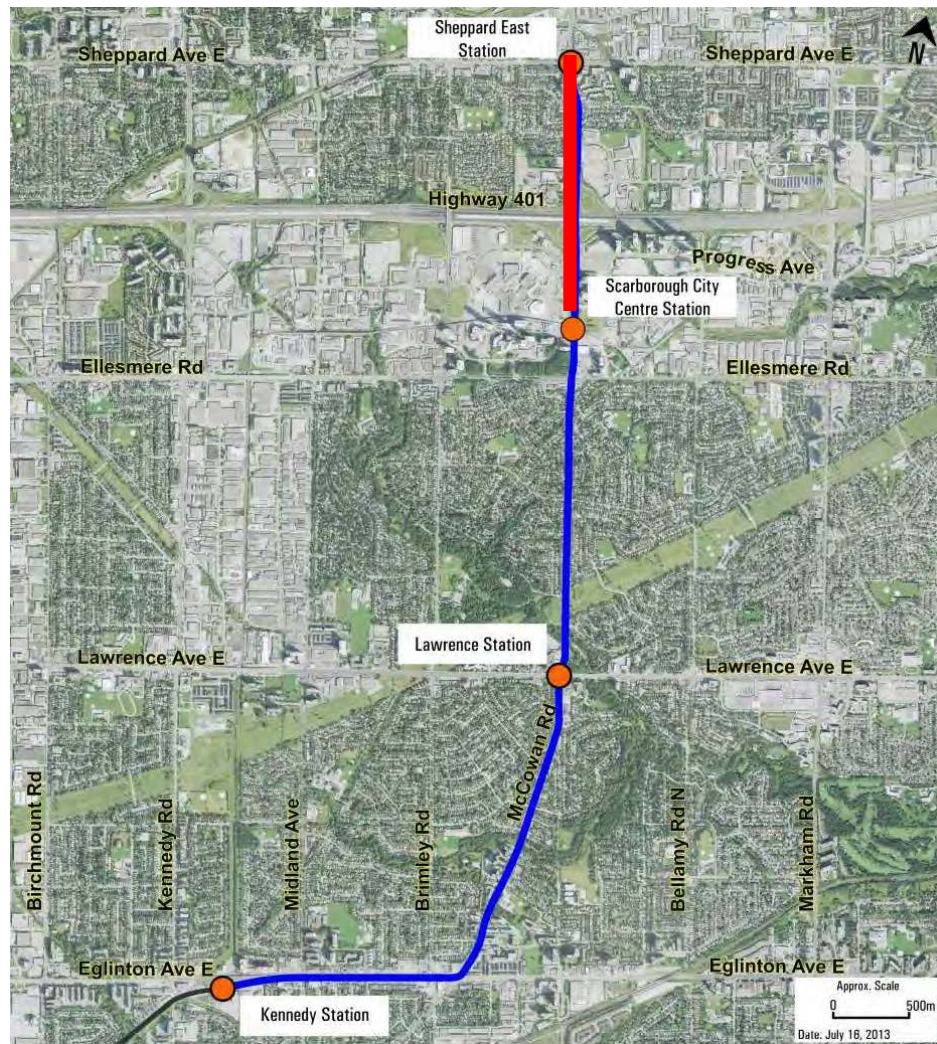 Sheppard East
Station
Sheppard Ave E
Sheppard Ave E
N
Highway 401
Progress Ave
Scarborough City
Centre Station
Ellesmere Rd
Ellesmere Rd
Lawrence Station
Lawrence Ave E
Lawrence Ave E
McCowan Rd
Birchmount Rd
Kennedy Rd
Midland Ave
Brimley Rd
Bellamy Rd N
Markham Rd
Eglinton Ave E
Eglinton Ave E
Kennedy Station
Approx. Scale
0 500m
Date: July 16, 2013